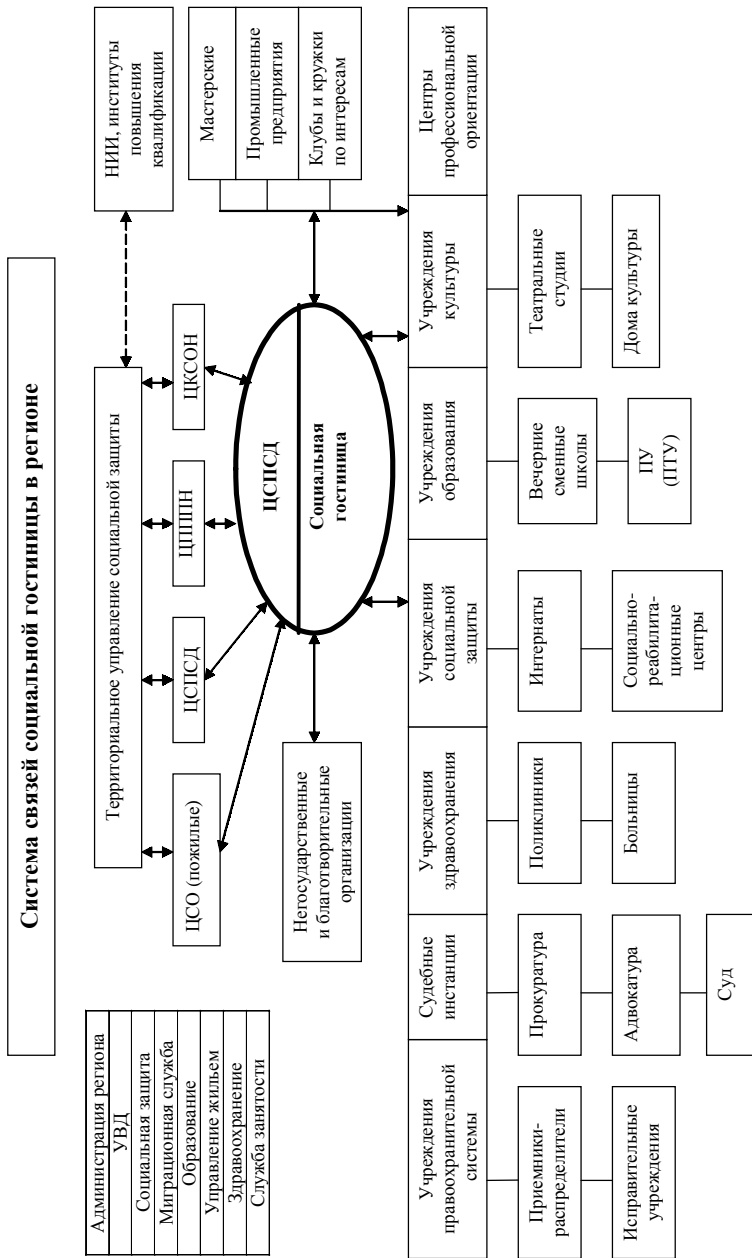 Система связей социальной гостиницы в регионе
Администрация региона
УВД
Социальная защита
Миграционная служба
Образование
Управление жильем
Здравоохранение
Служба занятости
Территориальное управление социальной защиты
НИИ, институты
повышения
квалификации
ЦСО (пожилые)
ЦСПСД
ЦПППН
ЦКСОН
Мастерские
Промышленные
предприятия
Клубы и кружки
по интересам
ЦСПСД
Социальная
гостиница
Негосударственные
и благотворительные
организации
Учреждения
правоохранительной
системы
Судебные
инстанции
Учреждения
здравоохранения
Учреждения
социальной
защиты
Учреждения
образования
Учреждения
культуры
Центры
профессиональной
ориентации
Приемники-
распределители
Прокуратура
Поликлиники
Интернаты
Вечерние
сменные
школы
Театральные
студии
Исправительные
учреждения
Адвокатура
Больницы
Социально-
реабилита-
ционные
центры
ПУ
(ПТУ)
Дома культуры
Суд